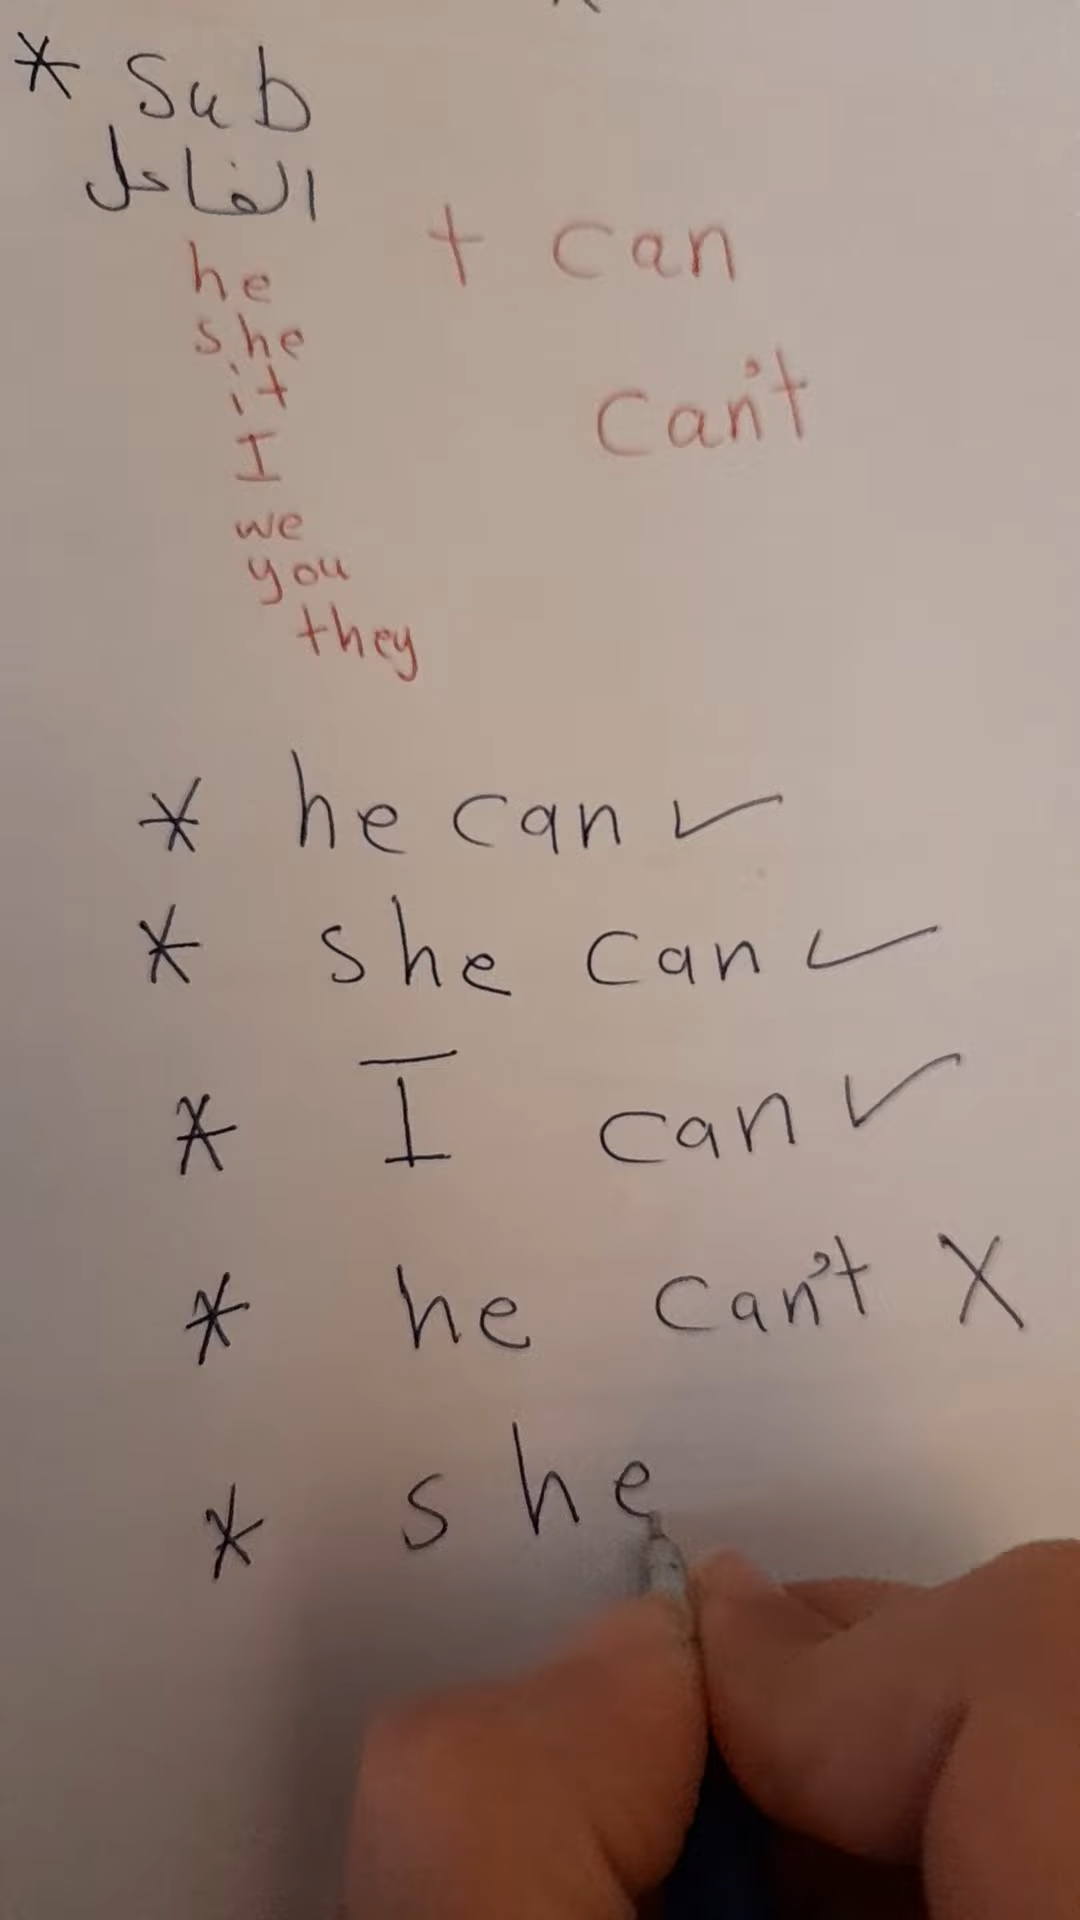 * Sub
الفاعل
he + can
she
it can't
I
we
you
they
* he can ✓
* she can ✓
* I can ✓
* he can't X
* she